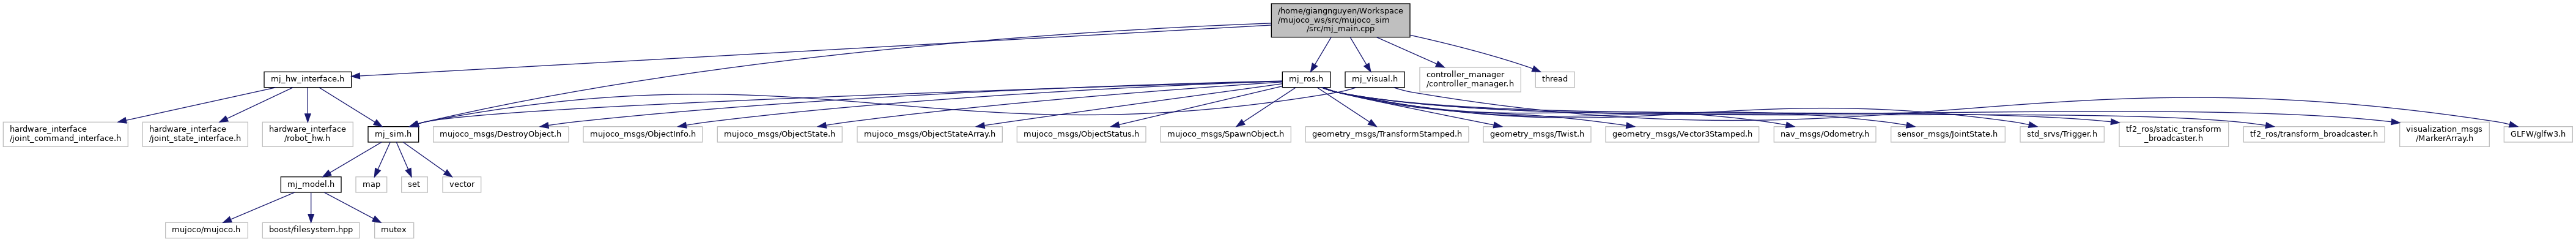 /home/giangnguyen/Workspace
/mujoco_ws/src/mujoco_sim
/src/mj_main.cpp
mj_hw_interface.h
mj_ros.h
mj_visual.h
controller_manager
/controller_manager.h
thread
hardware_interface
/joint_command_interface.h
hardware_interface
/joint_state_interface.h
hardware_interface
/robot_hw.h
mj_sim.h
mujoco_msgs/DestroyObject.h
mujoco_msgs/ObjectInfo.h
mujoco_msgs/ObjectState.h
mujoco_msgs/ObjectStateArray.h
mujoco_msgs/ObjectStatus.h
mujoco_msgs/SpawnObject.h
geometry_msgs/TransformStamped.h
geometry_msgs/Twist.h
geometry_msgs/Vector3Stamped.h
nav_msgs/Odometry.h
sensor_msgs/JointState.h
std_srvs/Trigger.h
tf2_ros/static_transform
_broadcaster.h
tf2_ros/transform_broadcaster.h
visualization_msgs
/MarkerArray.h
GLFW/glfw3.h
mj_model.h
map
set
vector
mujoco/mujoco.h
boost/filesystem.hpp
mutex